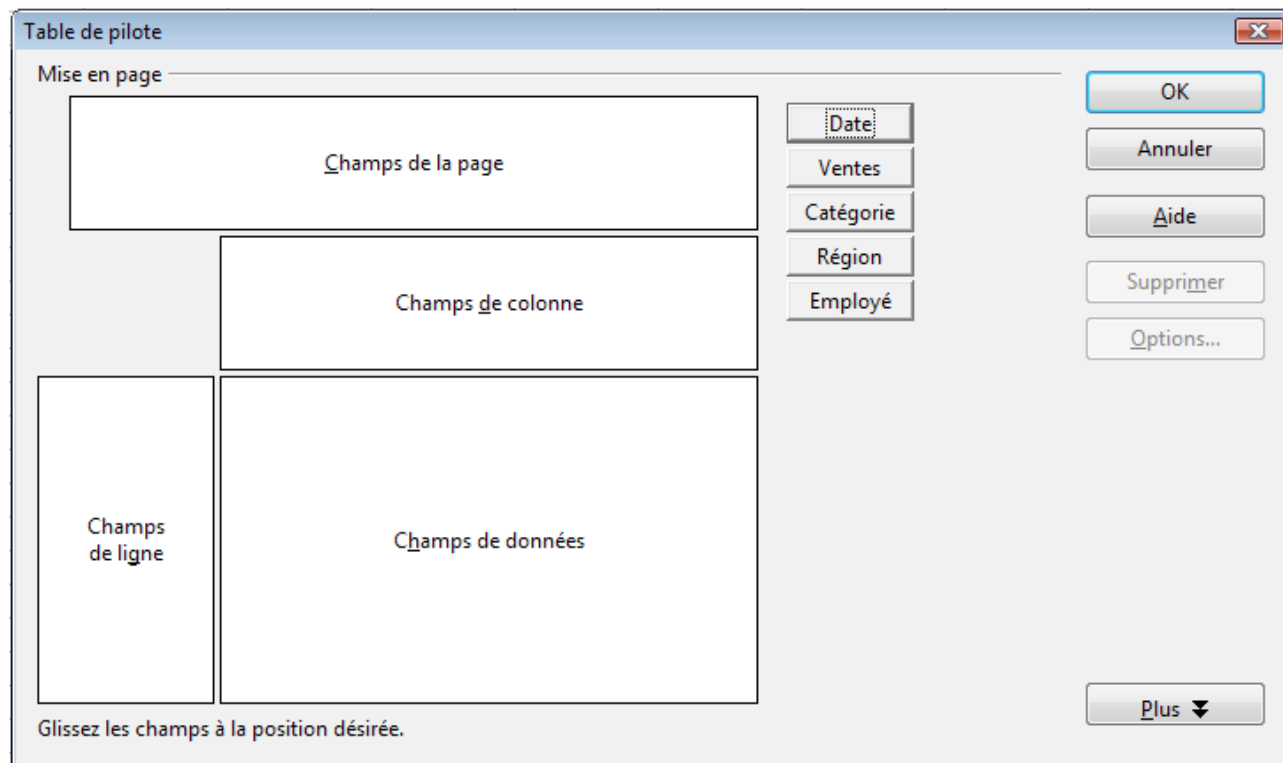 Table de pilote
Mise en page
Champs de la page
Champs de colonne
Champs
de ligne
Champs de données
Glissez les champs à la position désirée.
Date
Ventes
Catégorie
Région
Employé
OK
Annuler
Aide
Supprimer
Options...
Plus